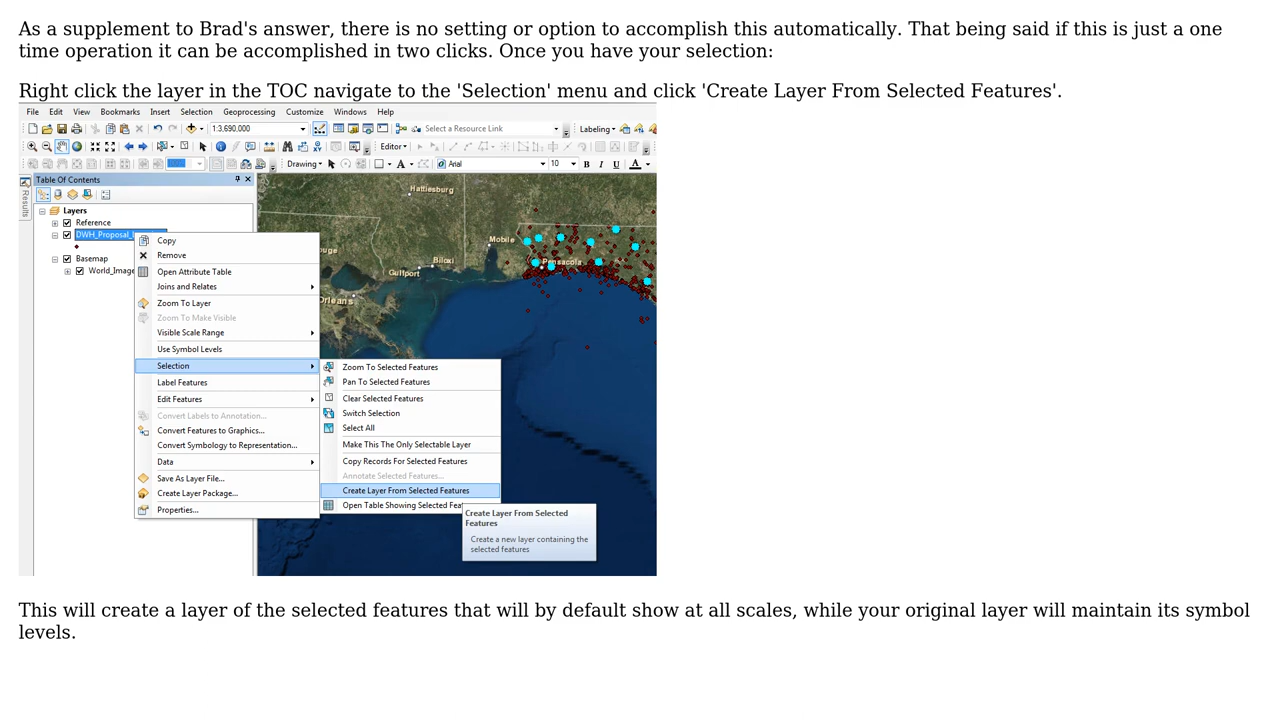 As a supplement to Brad's answer, there is no setting or option to accomplish this automatically. That being said if this is just a one
time operation it can be accomplished in two clicks. Once you have your selection:
Right click the layer in the TOC navigate to the 'Selection' menu and click 'Create Layer From Selected Features'.
File Edit View Bookmarks Insert Selection Geoprocessing Customize Windows Help
1:3,690,000 Select a Resource Link Labeling
Editor
Drawing A Arial 10 B I U A
Results
Table Of Contents
Layers
Reference
DWH_Proposal_
Basemap
World_Image
Copy
Remove
Open Attribute Table
Joins and Relates
Zoom To Layer
Zoom To Make Visible
Visible Scale Range
Use Symbol Levels
Selection
Label Features
Edit Features
Convert Labels to Annotation...
Convert Features to Graphics...
Convert Symbology to Representation...
Data
Save As Layer File...
Create Layer Package...
Properties...
Zoom To Selected Features
Pan To Selected Features
Clear Selected Features
Switch Selection
Select All
Make This The Only Selectable Layer
Copy Records For Selected Features
Annotate Selected Features...
Create Layer From Selected Features
Open Table Showing Selected Fea
Create Layer From Selected
Features
Create a new layer containing the
selected features
Hattiesburg
Mobile
Pensacola
Biloxi
Gulfport
ouge
Orleans
This will create a layer of the selected features that will by default show at all scales, while your original layer will maintain its symbol
levels.